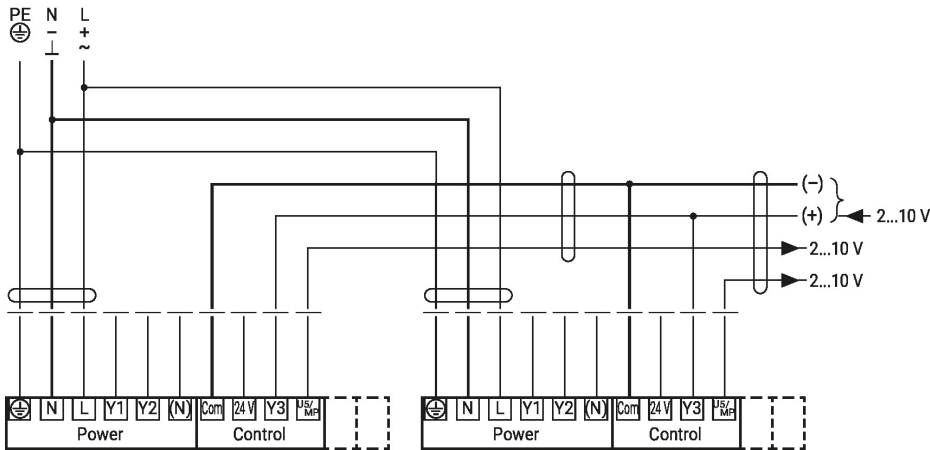 PE N L
− +
⊥ ~
(−)
(+) 2...10 V
2...10 V
2...10 V
N L Y1 Y2 (N) Com 24 V Y3 U5/MP N L Y1 Y2 (N) Com 24 V Y3 U5/MP
Power Control Power Control